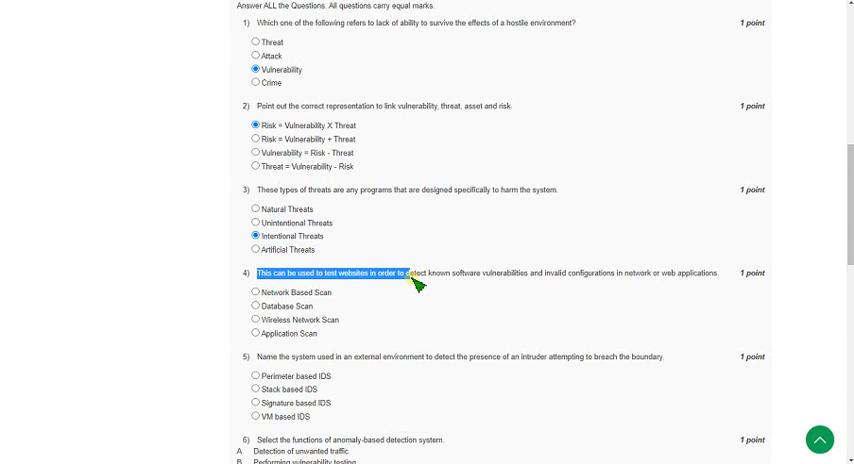 Answer ALL the Questions. All questions carry equal marks.
1) Which one of the following refers to lack of ability to survive the effects of a hostile environment? 1 point
Threat
Attack
Vulnerability
Crime
2) Point out the correct representation to link vulnerability, threat, asset and risk. 1 point
Risk = Vulnerability X Threat
Risk = Vulnerability + Threat
Vulnerability = Risk - Threat
Threat = Vulnerability - Risk
3) These types of threats are any programs that are designed specifically to harm the system. 1 point
Natural Threats
Unintentional Threats
Intentional Threats
Artificial Threats
4) This can be used to test websites in order to detect known software vulnerabilities and invalid configurations in network or web applications. 1 point
Network Based Scan
Database Scan
Wireless Network Scan
Application Scan
5) Name the system used in an external environment to detect the presence of an intruder attempting to breach the boundary. 1 point
Perimeter based IDS
Stack based IDS
Signature based IDS
VM based IDS
6) Select the functions of anomaly-based detection system. 1 point
A. Detection of unwanted traffic
B. Performing vulnerability testing